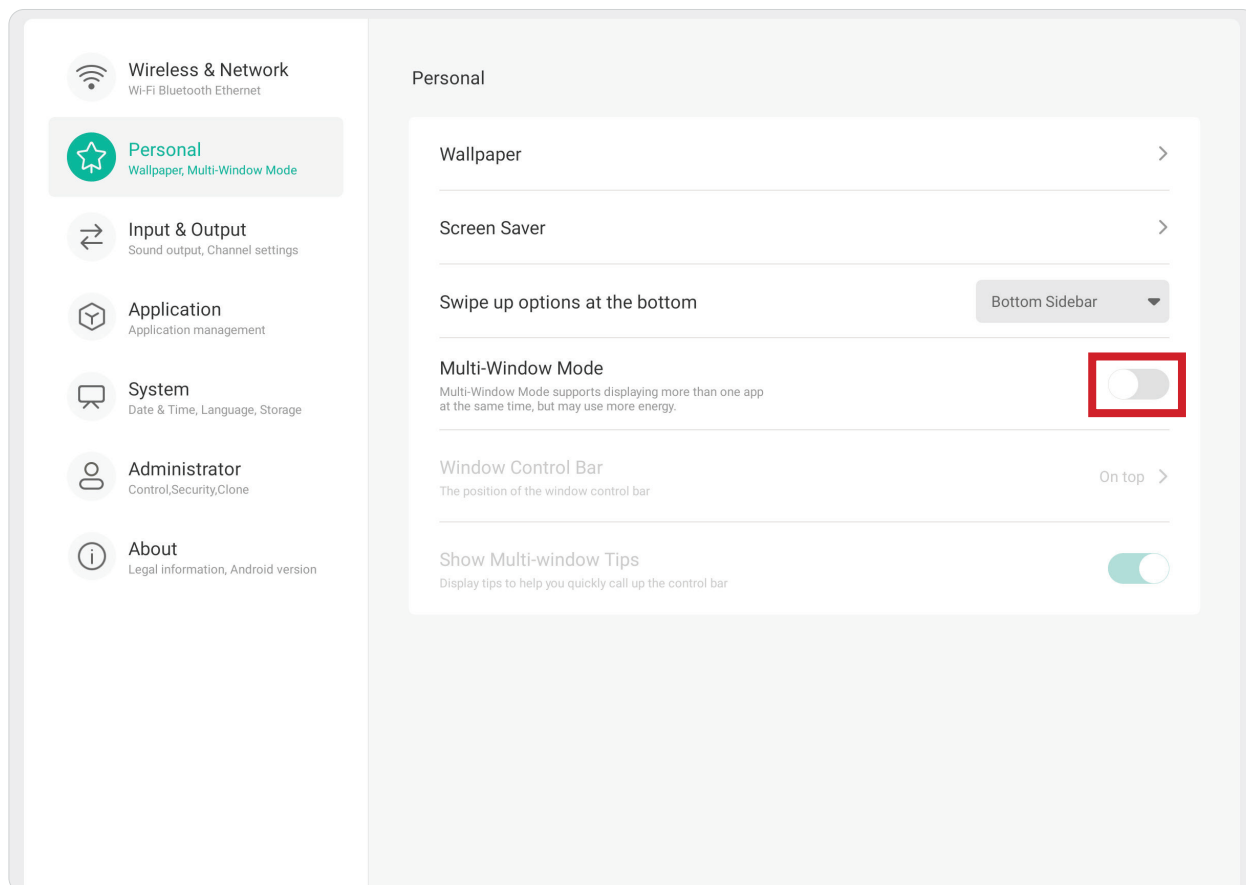 Wireless & Network
Wi-Fi Bluetooth Ethernet
Personal
Wallpaper, Multi-Window Mode
Input & Output
Sound output, Channel settings
Application
Application management
System
Date & Time, Language, Storage
Administrator
Control,Security,Clone
About
Legal information, Android version
Personal
Wallpaper
Screen Saver
Swipe up options at the bottom
Bottom Sidebar
Multi-Window Mode
Multi-Window Mode supports displaying more than one app
at the same time, but may use more energy.
Window Control Bar
The position of the window control bar
On top
Show Multi-window Tips
Display tips to help you quickly call up the control bar